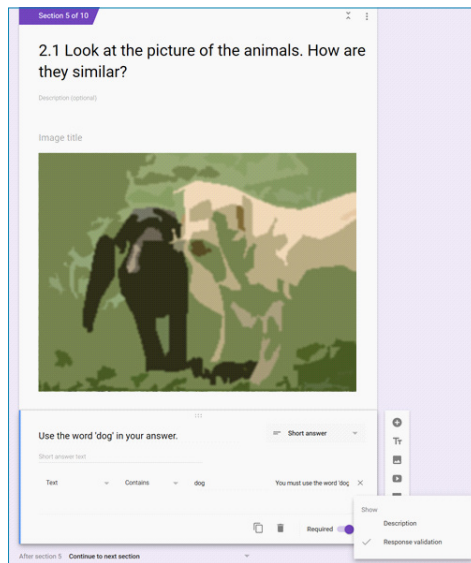 Section 5 of 10
2.1 Look at the picture of the animals. How are
they similar?
Description (optional)
Image title
Use the word 'dog' in your answer.
Short answer
Short answer text
Text Contains dog You must use the word 'dog
Required
Show
Description
Response validation
After section 5 Continue to next section